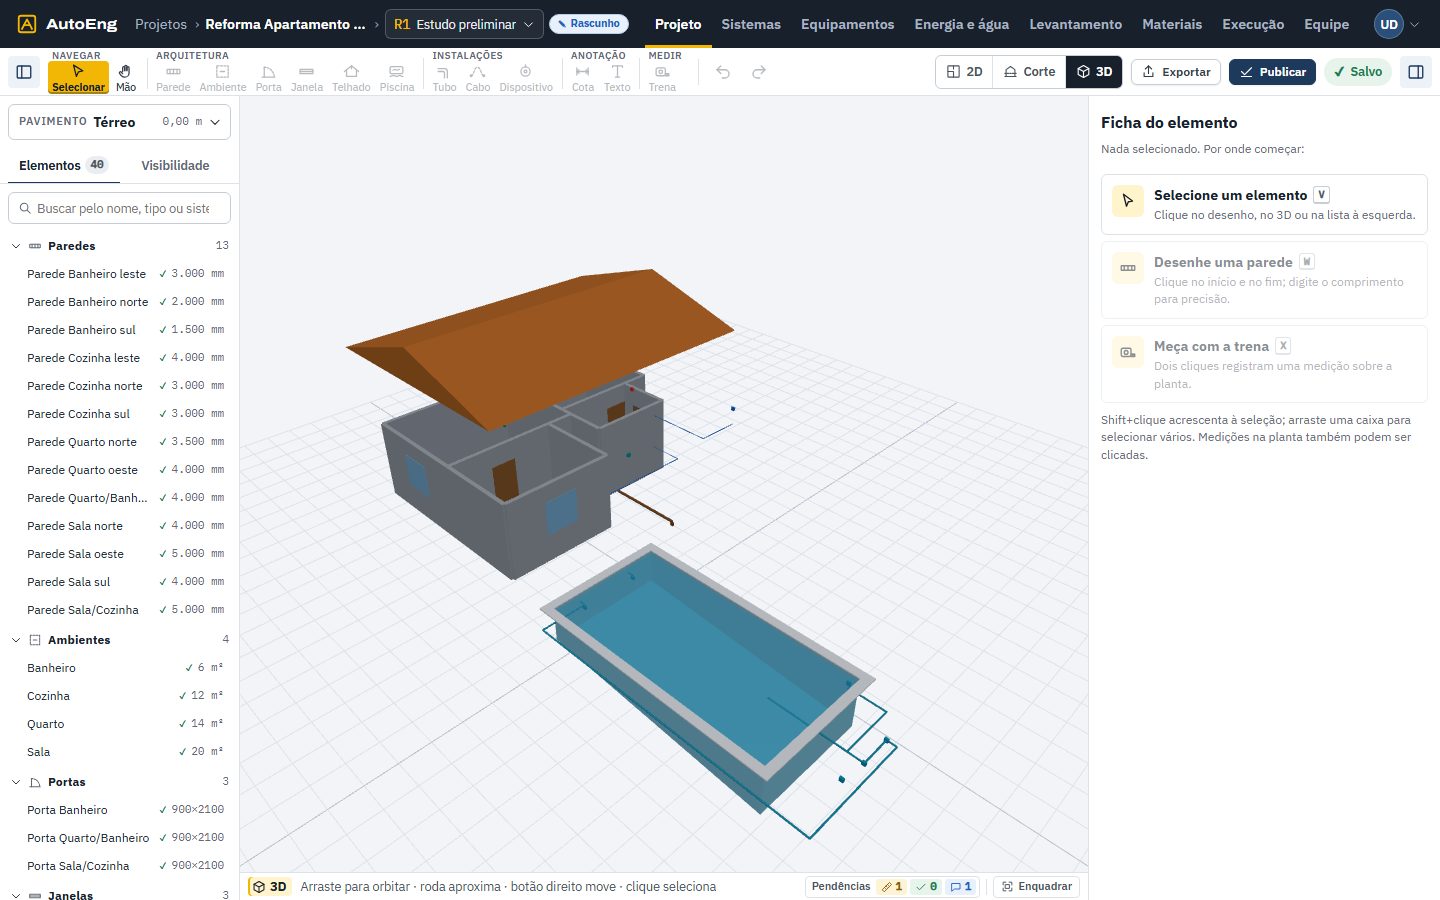 AutoEng
Projetos › Reforma Apartamento ... › R1 Estudo preliminar Rascunho
Projeto Sistemas Equipamentos Energia e água Levantamento Materiais Execução Equipe UD
NAVEGAR ARQUITETURA INSTALAÇÕES ANOTAÇÃO MEDIR
Selecionar Mão Parede Ambiente Porta Janela Telhado Piscina Tubo Cabo Dispositivo Cota Texto Trena
2D Corte 3D Exportar Publicar ✓ Salvo
PAVIMENTO Térreo 0,00 m
Elementos 40 Visibilidade
Buscar pelo nome, tipo ou siste
Paredes 13
Parede Banheiro leste ✓ 3.000 mm
Parede Banheiro norte ✓ 2.000 mm
Parede Banheiro sul ✓ 1.500 mm
Parede Cozinha leste ✓ 4.000 mm
Parede Cozinha norte ✓ 3.000 mm
Parede Cozinha sul ✓ 3.000 mm
Parede Quarto norte ✓ 3.500 mm
Parede Quarto oeste ✓ 4.000 mm
Parede Quarto/Banh... ✓ 4.000 mm
Parede Sala norte ✓ 4.000 mm
Parede Sala oeste ✓ 5.000 mm
Parede Sala sul ✓ 4.000 mm
Parede Sala/Cozinha ✓ 5.000 mm
Ambientes 4
Banheiro ✓ 6 m²
Cozinha ✓ 12 m²
Quarto ✓ 14 m²
Sala ✓ 20 m²
Portas 3
Porta Banheiro ✓ 900×2100
Porta Quarto/Banheiro ✓ 900×2100
Porta Sala/Cozinha ✓ 900×2100
Janelas 3
3D Arraste para orbitar · roda aproxima · botão direito move · clique seleciona
Pendências 1 0 1 Enquadrar
Ficha do elemento
Nada selecionado. Por onde começar:
Selecione um elemento V
Clique no desenho, no 3D ou na lista à esquerda.
Desenhe uma parede W
Clique no início e no fim; digite o comprimento
para precisão.
Meça com a trena X
Dois cliques registram uma medição sobre a
planta.
Shift+clique acrescenta à seleção; arraste uma caixa para
selecionar vários. Medições na planta também podem ser
clicadas.